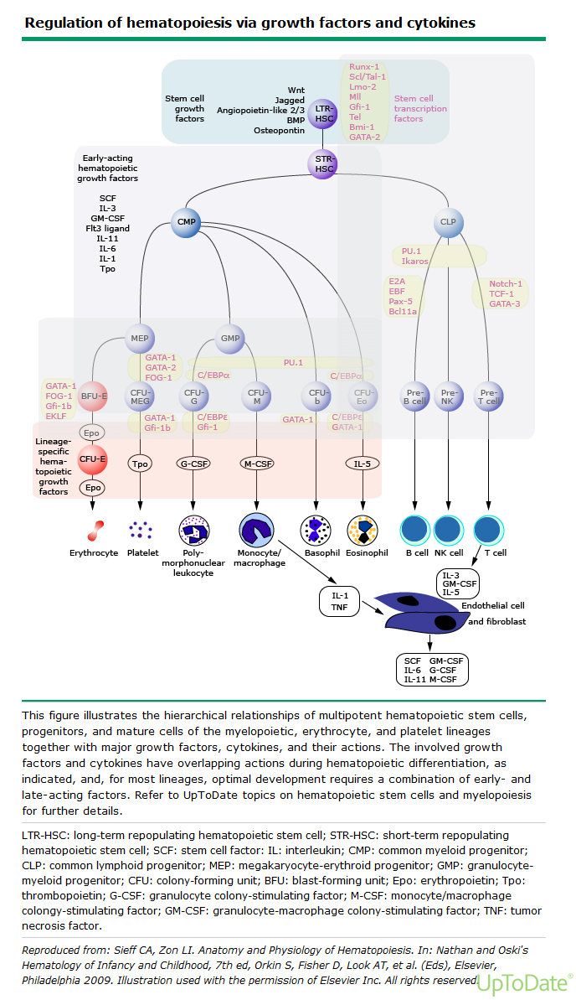 Regulation of hematopoiesis via growth factors and cytokines
Stem cell
growth
factors
Wnt
Jagged
Angiopoietin-like 2/3
BMP
Osteopontin
LTR-
HSC
Runx-1
Scl/Tal-1
Lmo-2
Mll
Gfi-1
Tel
Bmi-1
GATA-2
Stem cell
transcription
factors
STR-
HSC
Early-acting
hematopoietic
growth factors
SCF
IL-3
GM-CSF
Flt3 ligand
IL-11
IL-6
IL-1
Tpo
CMP
CLP
PU.1
Ikaros
E2A
EBF
Pax-5
Bcl11a
Notch-1
TCF-1
GATA-3
MEP
GMP
GATA-1
GATA-2
FOG-1
PU.1
C/EBPα
C/EBPα
GATA-1
FOG-1
Gfi-1b
EKLF
BFU-E
CFU-
MEG
CFU-
G
CFU-
M
CFU-
b
CFU-
Eo
Pre-
B cell
Pre-
NK
Pre-
T cell
GATA-1
Gfi-1b
C/EBPε
Gfi-1
GATA-1
C/EBPε
GATA-1
Lineage-
specific
hema-
topoietic
growth
factors
Epo
CFU-E
Epo
Tpo
G-CSF
M-CSF
IL-5
Erythrocyte
Platelet
Poly-
morphonuclear
leukocyte
Monocyte/
macrophage
Basophil
Eosinophil
B cell
NK cell
T cell
IL-3
GM-CSF
IL-5
IL-1
TNF
Endothelial cell
and fibroblast
SCF GM-CSF
IL-6 G-CSF
IL-11 M-CSF
This figure illustrates the hierarchical relationships of multipotent hematopoietic stem cells,
progenitors, and mature cells of the myelopoietic, erythrocyte, and platelet lineages
together with major growth factors, cytokines, and their actions. The involved growth
factors and cytokines have overlapping actions during hematopoietic differentiation, as
indicated, and, for most lineages, optimal development requires a combination of early- and
late-acting factors. Refer to UpToDate topics on hematopoietic stem cells and myelopoiesis
for further details.
LTR-HSC: long-term repopulating hematopoietic stem cell; STR-HSC: short-term repopulating
hematopoietic stem cell; SCF: stem cell factor: IL: interleukin; CMP: common myeloid progenitor;
CLP: common lymphoid progenitor; MEP: megakaryocyte-erythroid progenitor; GMP: granulocyte-
myeloid progenitor; CFU: colony-forming unit; BFU: blast-forming unit; Epo: erythropoietin; Tpo:
thrombopoietin; G-CSF: granulocyte colony-stimulating factor; M-CSF: monocyte/macrophage
colongy-stimulating factor; GM-CSF: granulocyte-macrophage colony-stimulating factor; TNF: tumor
necrosis factor.
Reproduced from: Sieff CA, Zon LI. Anatomy and Physiology of Hematopoiesis. In: Nathan and Oski's
Hematology of Infancy and Childhood, 7th ed, Orkin S, Fisher D, Look AT, et al. (Eds), Elsevier,
Philadelphia 2009. Illustration used with the permission of Elsevier Inc. All rights reserved.
UpToDate®